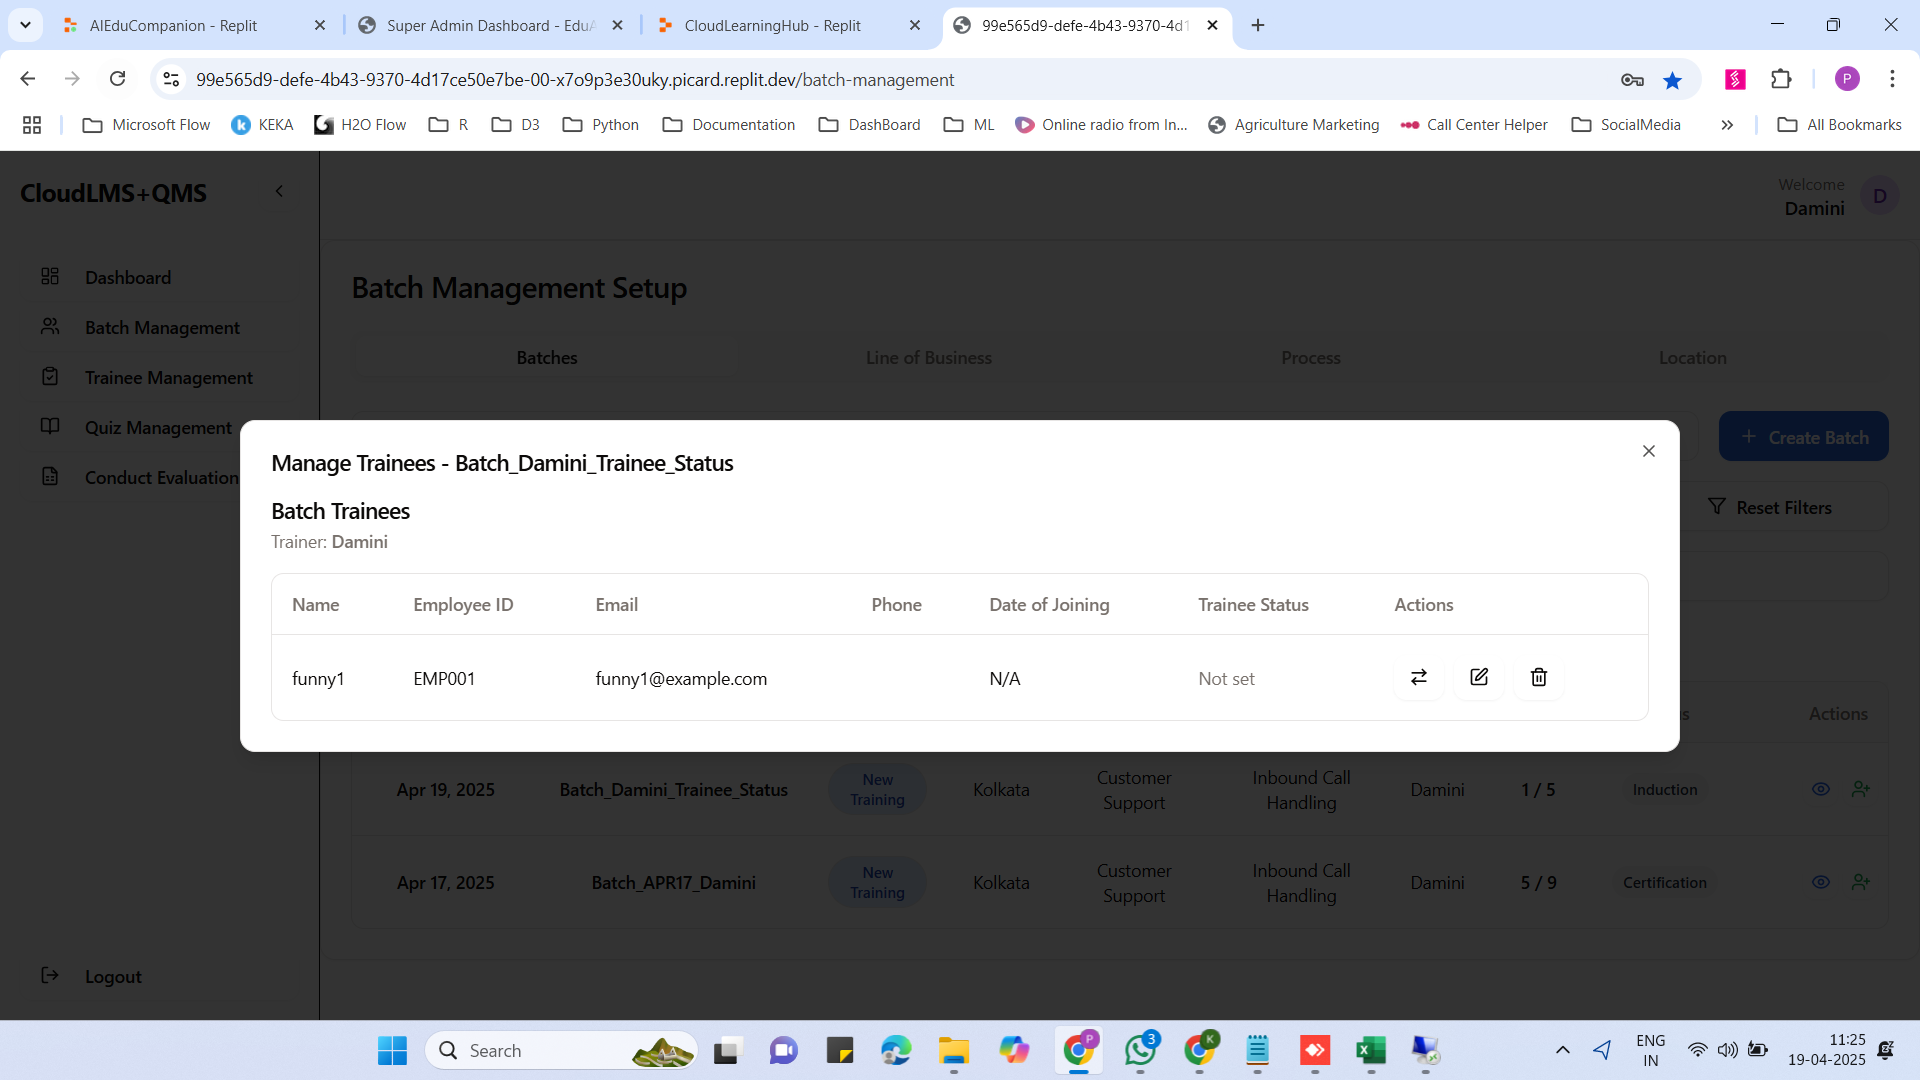 AIEduCompanion - Replit
Super Admin Dashboard - EduA
CloudLearningHub - Replit
99e565d9-defe-4b43-9370-4d1
99e565d9-defe-4b43-9370-4d17ce50e7be-00-x7o9p3e30uky.picard.replit.dev/batch-management
P
Microsoft Flow
KEKA
H2O Flow
R
D3
Python
Documentation
DashBoard
ML
Online radio from In...
Agriculture Marketing
Call Center Helper
SocialMedia
All Bookmarks
CloudLMS+QMS
Welcome
Damini
D
Dashboard
Batch Management
Trainee Management
Quiz Management
Conduct Evaluation
Logout
Batch Management Setup
Batches
Line of Business
Process
Location
Create Batch
Reset Filters
Manage Trainees - Batch_Damini_Trainee_Status
Batch Trainees
Trainer: Damini
Name Employee ID Email Phone Date of Joining Trainee Status Actions
funny1 EMP001 funny1@example.com N/A Not set
s Actions
Apr 19, 2025 Batch_Damini_Trainee_Status New Training Kolkata Customer Support Inbound Call Handling Damini 1 / 5 Induction
Apr 17, 2025 Batch_APR17_Damini New Training Kolkata Customer Support Inbound Call Handling Damini 5 / 9 Certification
Search
P
3
K
ENG
IN
11:25
19-04-2025